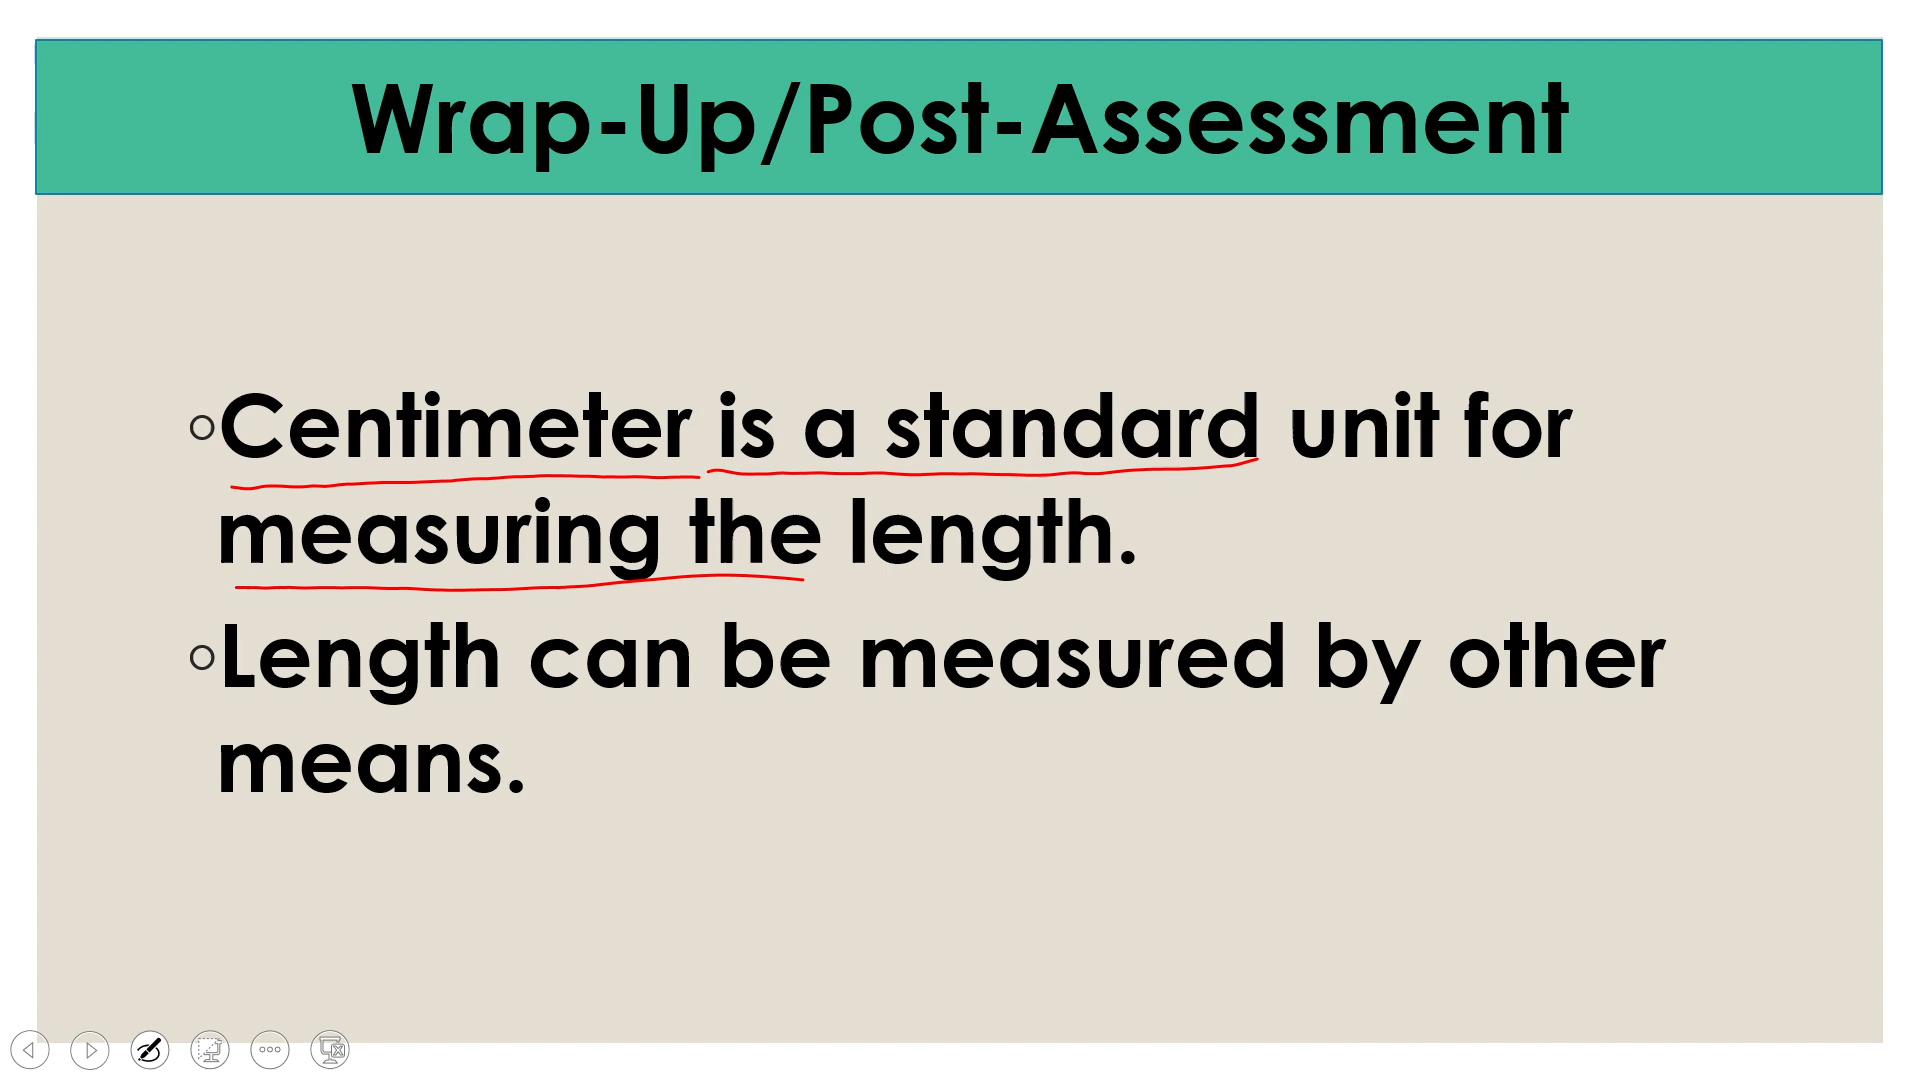 Wrap-Up/Post-Assessment
◦Centimeter is a standard unit for
measuring the length.
◦Length can be measured by other
means.